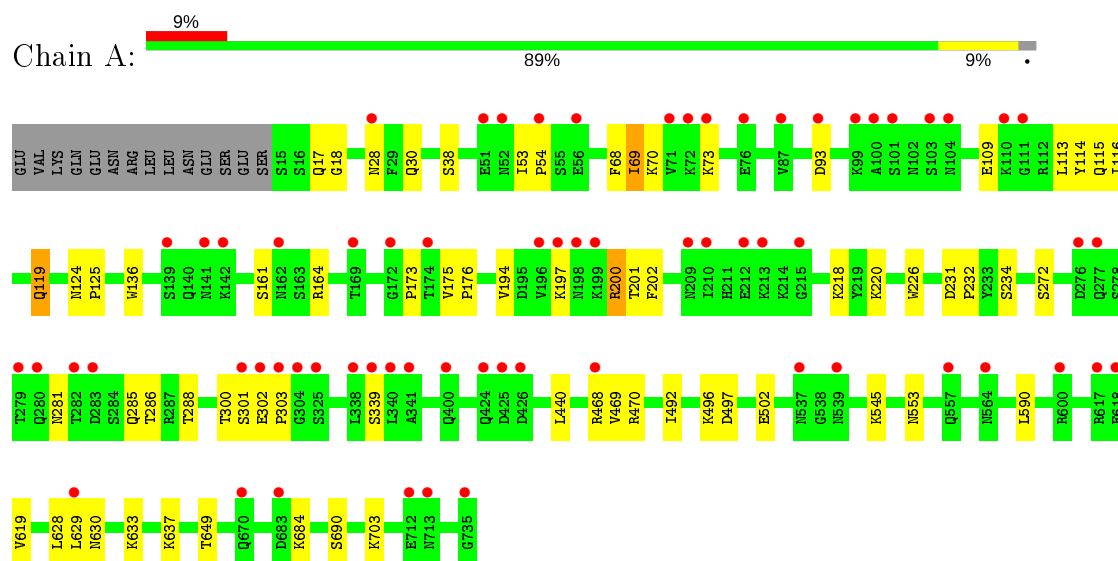 9%
Chain A:
89% 9% •
GLU VAL LYS GLN GLU ASN ARG LEU LEU ASN GLU SER GLU SER S15 S16 Q17 G18 N28 F29 Q30 S38 E51 N52 I53 P54 S55 E56 F68 I69 K70 V71 K72 K73 E76 V87 D93 K99 A100 S101 N102 S103 N104 E109 K110 G111 R112 L113 Y114 Q115
Q119 N124 P125 W136 S139 Q140 N141 K142 S161 N162 S163 R164 T169 G172 P173 T174 V175 P176 V194 D195 V196 K197 N198 K199 R200 T201 F202 N209 I210 H211 E212 K213 K214 G215 K218 Y219 K220 W226 D231 P232 Y233 S234 S272 D276 Q277 S278
T279 Q280 N281 T282 D283 S284 Q285 T286 R287 T288 T300 S301 E302 P303 G304 S325 L338 S339 L340 A341 Q400 Q424 D425 D426 L440 R468 V469 R470 I492 K496 D497 E502 K545 N537 G538 N539 N553 Q557 N564 L590 R600 R617
V619 L628 L629 N630 K633 K637 T649 Q670 D683 K684 S690 K703 E712 N713 G735